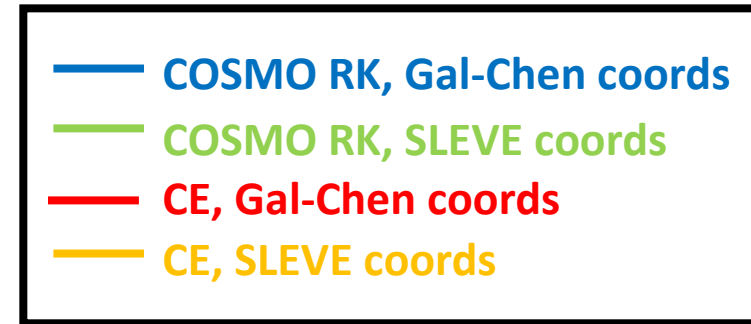 COSMO RK, Gal-Chen coords
COSMO RK, SLEVE coords
CE, Gal-Chen coords
CE, SLEVE coords